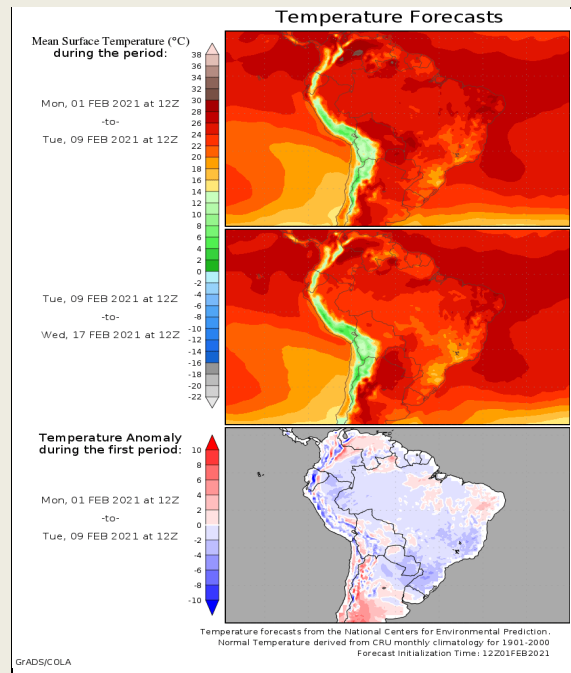 Temperature Forecasts
Mean Surface Temperature (°C)
during the period:
Mon, 01 FEB 2021 at 12Z
-to-
Tue, 09 FEB 2021 at 12Z
38
36
34
32
30
28
26
24
22
20
18
16
14
12
10
8
6
4
2
0
-2
-4
-6
-8
-10
-12
-14
-16
-18
-20
-22
Tue, 09 FEB 2021 at 12Z
-to-
Wed, 17 FEB 2021 at 12Z
Temperature Anomaly
during the first period:
Mon, 01 FEB 2021 at 12Z
-to-
Tue, 09 FEB 2021 at 12Z
10
8
6
4
2
0
-2
-4
-6
-8
-10
Temperature forecasts from the National Centers for Environmental Prediction.
Normal Temperature derived from CRU monthly climatology for 1901-2000
Forecast Initialization Time: 12Z01FEB2021
GrADS/COLA